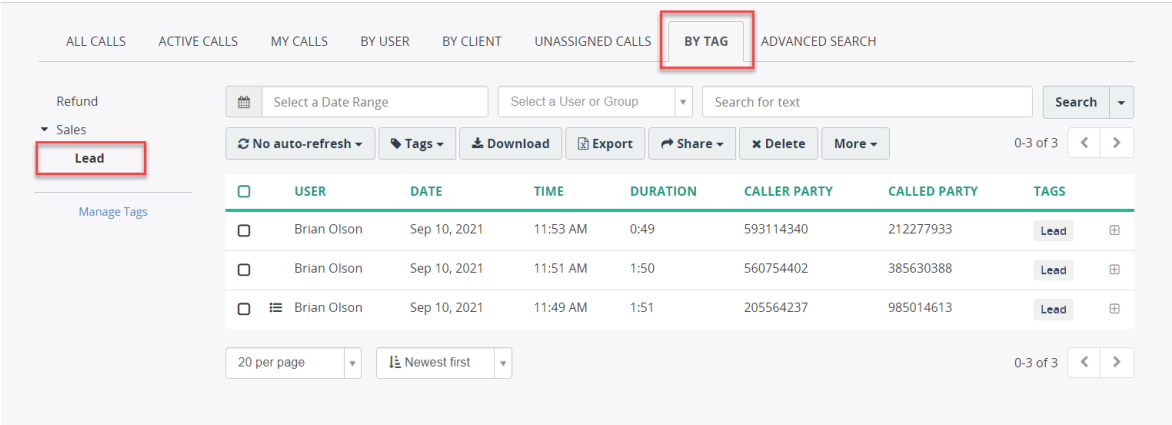 ALL CALLS ACTIVE CALLS MY CALLS BY USER BY CLIENT UNASSIGNED CALLS BY TAG ADVANCED SEARCH
Refund
Sales
Lead
Manage Tags
Select a Date Range Select a User or Group Search for text Search
No auto-refresh Tags Download Export Share Delete More 0-3 of 3
USER DATE TIME DURATION CALLER PARTY CALLED PARTY TAGS
Brian Olson Sep 10, 2021 11:53 AM 0:49 593114340 212277933 Lead
Brian Olson Sep 10, 2021 11:51 AM 1:50 560754402 385630388 Lead
Brian Olson Sep 10, 2021 11:49 AM 1:51 205564237 985014613 Lead
20 per page Newest first 0-3 of 3